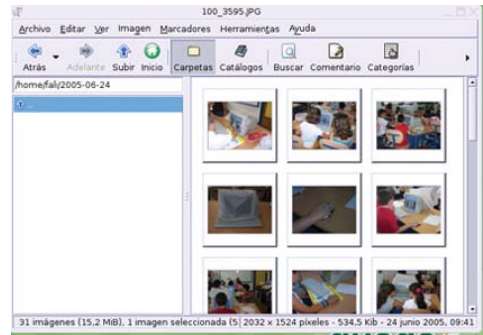 100_3595.JPG
Archivo Editar Ver Imagen Marcadores Herramientas Ayuda
Atrás Adelante Subir Inicio Carpetas Catálogos Buscar Comentario Categorías
/home/fali/2005-06-24
..
31 imágenes (15,2 MiB), 1 imagen seleccionada (5 2032 x 1524 píxeles - 534,5 Kib - 24 junio 2005, 09:41